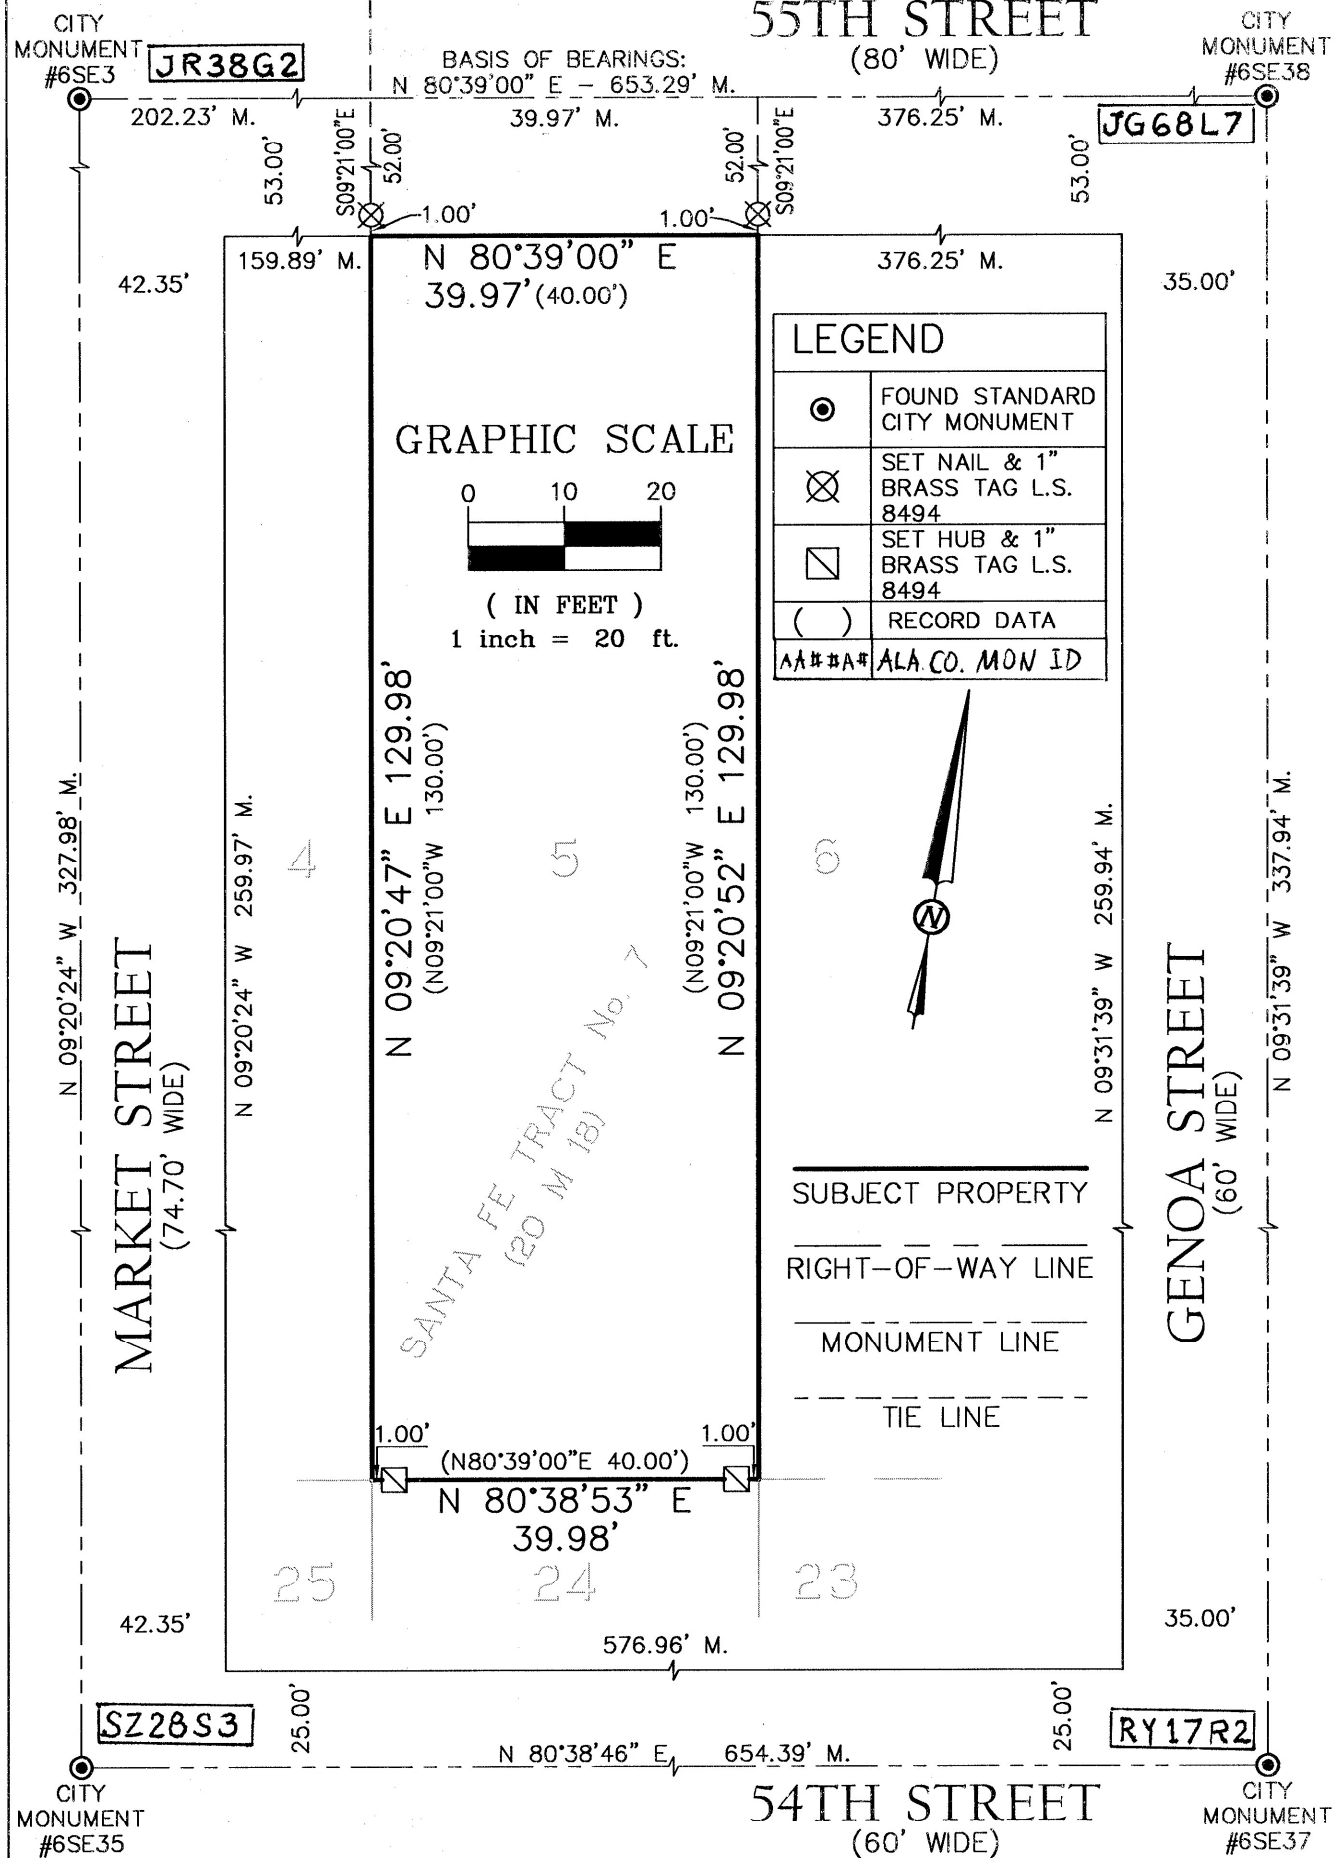 55TH STREET
(80' WIDE)
CITY
MONUMENT
#6SE3
JR38G2
BASIS OF BEARINGS:
N 80°39'00" E - 653.29' M.
CITY
MONUMENT
#6SE38
JG68L7
202.23' M.
39.97' M.
376.25' M.
53.00'
S09°21'00"E
52.00'
52.00'
S09°21'00"E
53.00'
1.00'
1.00'
159.89' M.
N 80°39'00" E
39.97' (40.00')
376.25' M.
42.35'
35.00'
LEGEND
FOUND STANDARD
CITY MONUMENT
SET NAIL & 1"
BRASS TAG L.S.
8494
SET HUB & 1"
BRASS TAG L.S.
8494
( ) RECORD DATA
AA##A# ALA.CO. MON ID
GRAPHIC SCALE
0 10 20
( IN FEET )
1 inch = 20 ft.
N 09°20'24" W 327.98' M.
MARKET STREET
(74.70' WIDE)
N 09°20'24" W 259.97' M.
4
N 09°20'47" E 129.98'
(N09°21'00"W 130.00')
5
SANTA FE TRACT No. 7
(20 M 18)
(N09°21'00"W 130.00')
N 09°20'52" E 129.98'
6
N
N 09°31'39" W 259.94' M.
GENOA STREET
(60' WIDE)
N 09°31'39" W 337.94' M.
SUBJECT PROPERTY
RIGHT-OF-WAY LINE
MONUMENT LINE
TIE LINE
1.00'
1.00'
(N80°39'00"E 40.00')
N 80°38'53" E
39.98'
25
24
23
42.35'
35.00'
576.96' M.
25.00'
25.00'
SZ28S3
RY17R2
N 80°38'46" E 654.39' M.
CITY
MONUMENT
#6SE35
54TH STREET
(60' WIDE)
CITY
MONUMENT
#6SE37